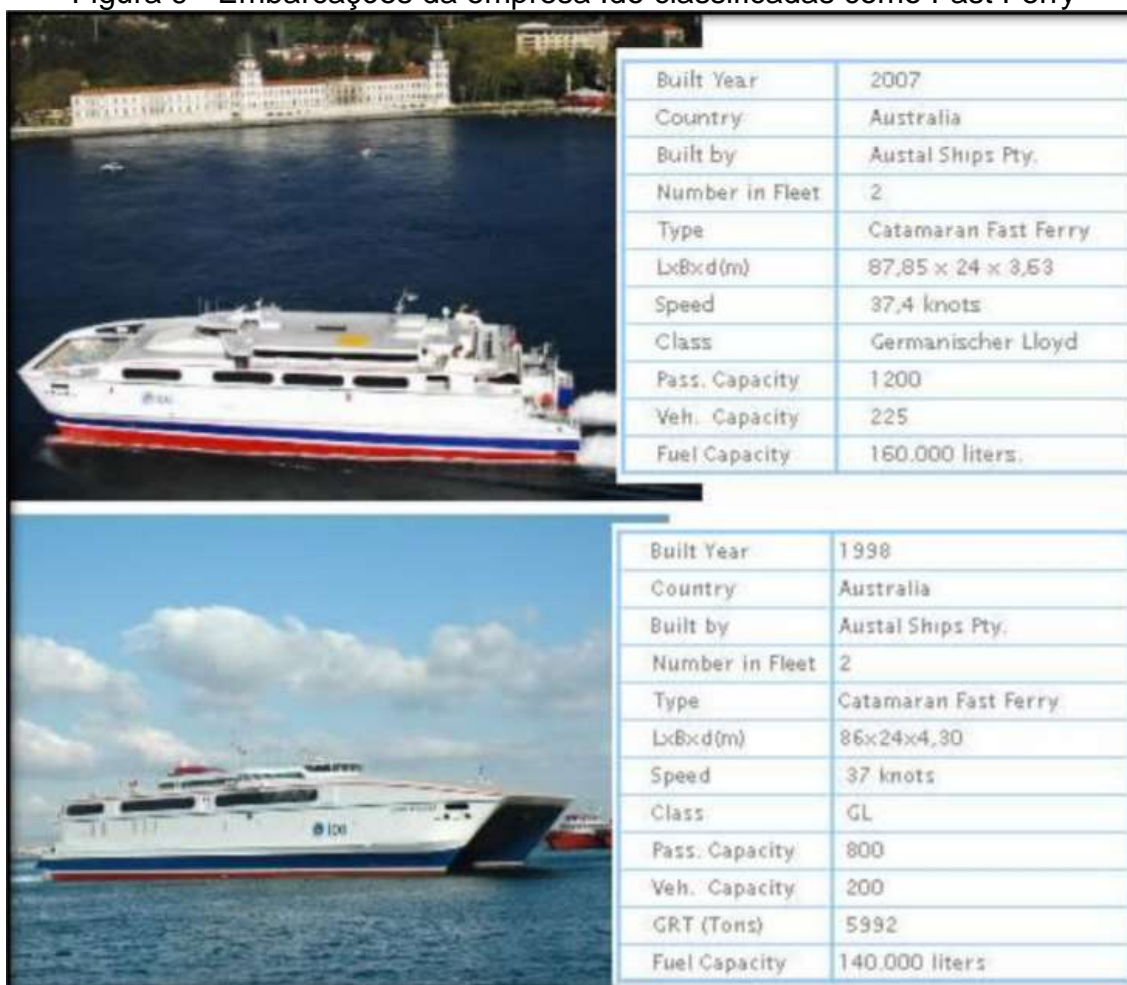 Built Year 2007
Country Australia
Built by Austal Ships Pty.
Number in Fleet 2
Type Catamaran Fast Ferry
LxBxd(m) 87,85 x 24 x 3,63
Speed 37,4 knots
Class Germanischer Lloyd
Pass. Capacity 1200
Veh. Capacity 225
Fuel Capacity 160.000 liters.
Built Year 1998
Country Australia
Built by Austal Ships Pty.
Number in Fleet 2
Type Catamaran Fast Ferry
LxBxd(m) 86x24x4,30
Speed 37 knots
Class GL
Pass. Capacity 800
Veh. Capacity 200
GRT (Tons) 5992
Fuel Capacity 140.000 liters